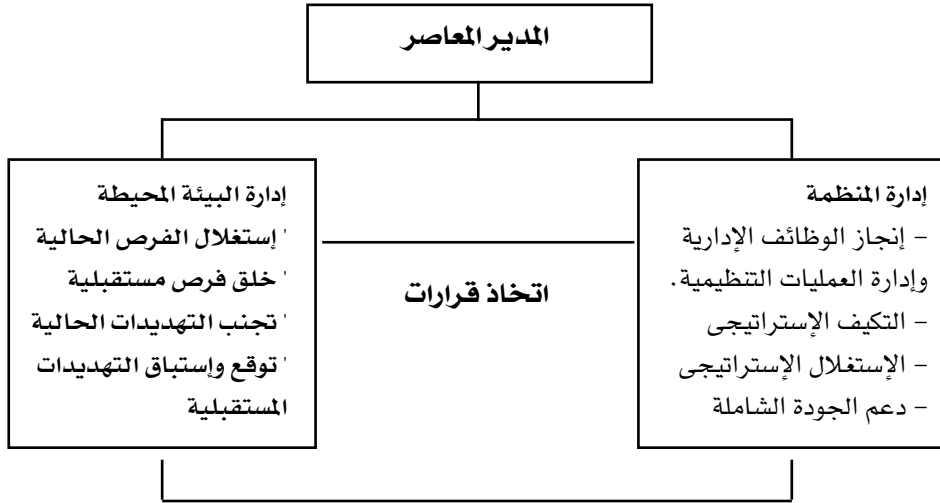 المدير المعاصر
إدارة المنظمة
– إنجاز الوظائف الإدارية
وإدارة العمليات التنظيمية.
– التكيف الإستراتيجى
– الإستغلال الإستراتيجى
– دعم الجودة الشاملة
اتخاذ قرارات
إدارة البيئة المحيطة
' إستغلال الفرص الحالية
' خلق فرص مستقبلية
' تجنب التهديدات الحالية
' توقع وإستباق التهديدات
المستقبلية